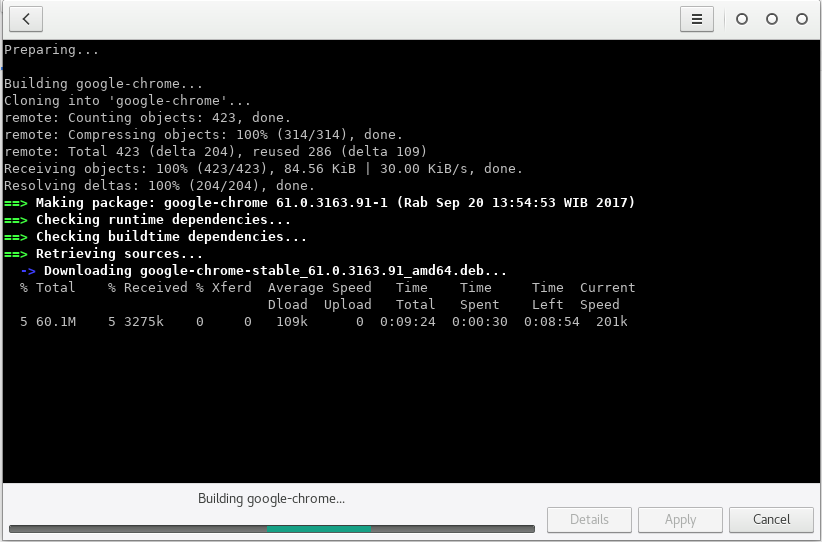 Preparing...
Building google-chrome...
Cloning into 'google-chrome'...
remote: Counting objects: 423, done.
remote: Compressing objects: 100% (314/314), done.
remote: Total 423 (delta 204), reused 286 (delta 109)
Receiving objects: 100% (423/423), 84.56 KiB | 30.00 KiB/s, done.
Resolving deltas: 100% (204/204), done.
==> Making package: google-chrome 61.0.3163.91-1 (Rab Sep 20 13:54:53 WIB 2017)
==> Checking runtime dependencies...
==> Checking buildtime dependencies...
==> Retrieving sources...
  -> Downloading google-chrome-stable_61.0.3163.91_amd64.deb...
  % Total    % Received % Xferd  Average Speed   Time    Time     Time  Current
                                 Dload  Upload   Total   Spent    Left  Speed
  5 60.1M    5 3275k    0     0   109k      0  0:09:24  0:00:30  0:08:54  201k
Building google-chrome...
Details
Apply
Cancel